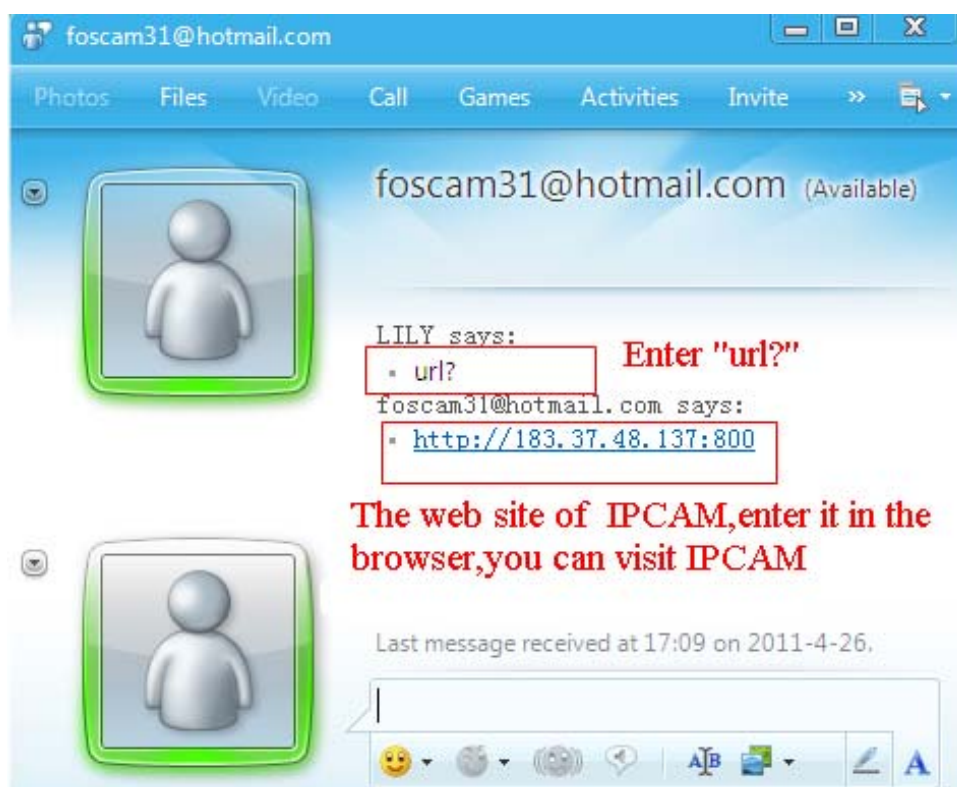 foscam31@hotmail.com
Photos Files Video Call Games Activities Invite »
foscam31@hotmail.com (Available)
LILY says:
url?
Enter "url?"
foscam31@hotmail.com says:
http://183.37.48.137:800
The web site of IPCAM,enter it in the
browser,you can visit IPCAM
Last message received at 17:09 on 2011-4-26.
AB
A